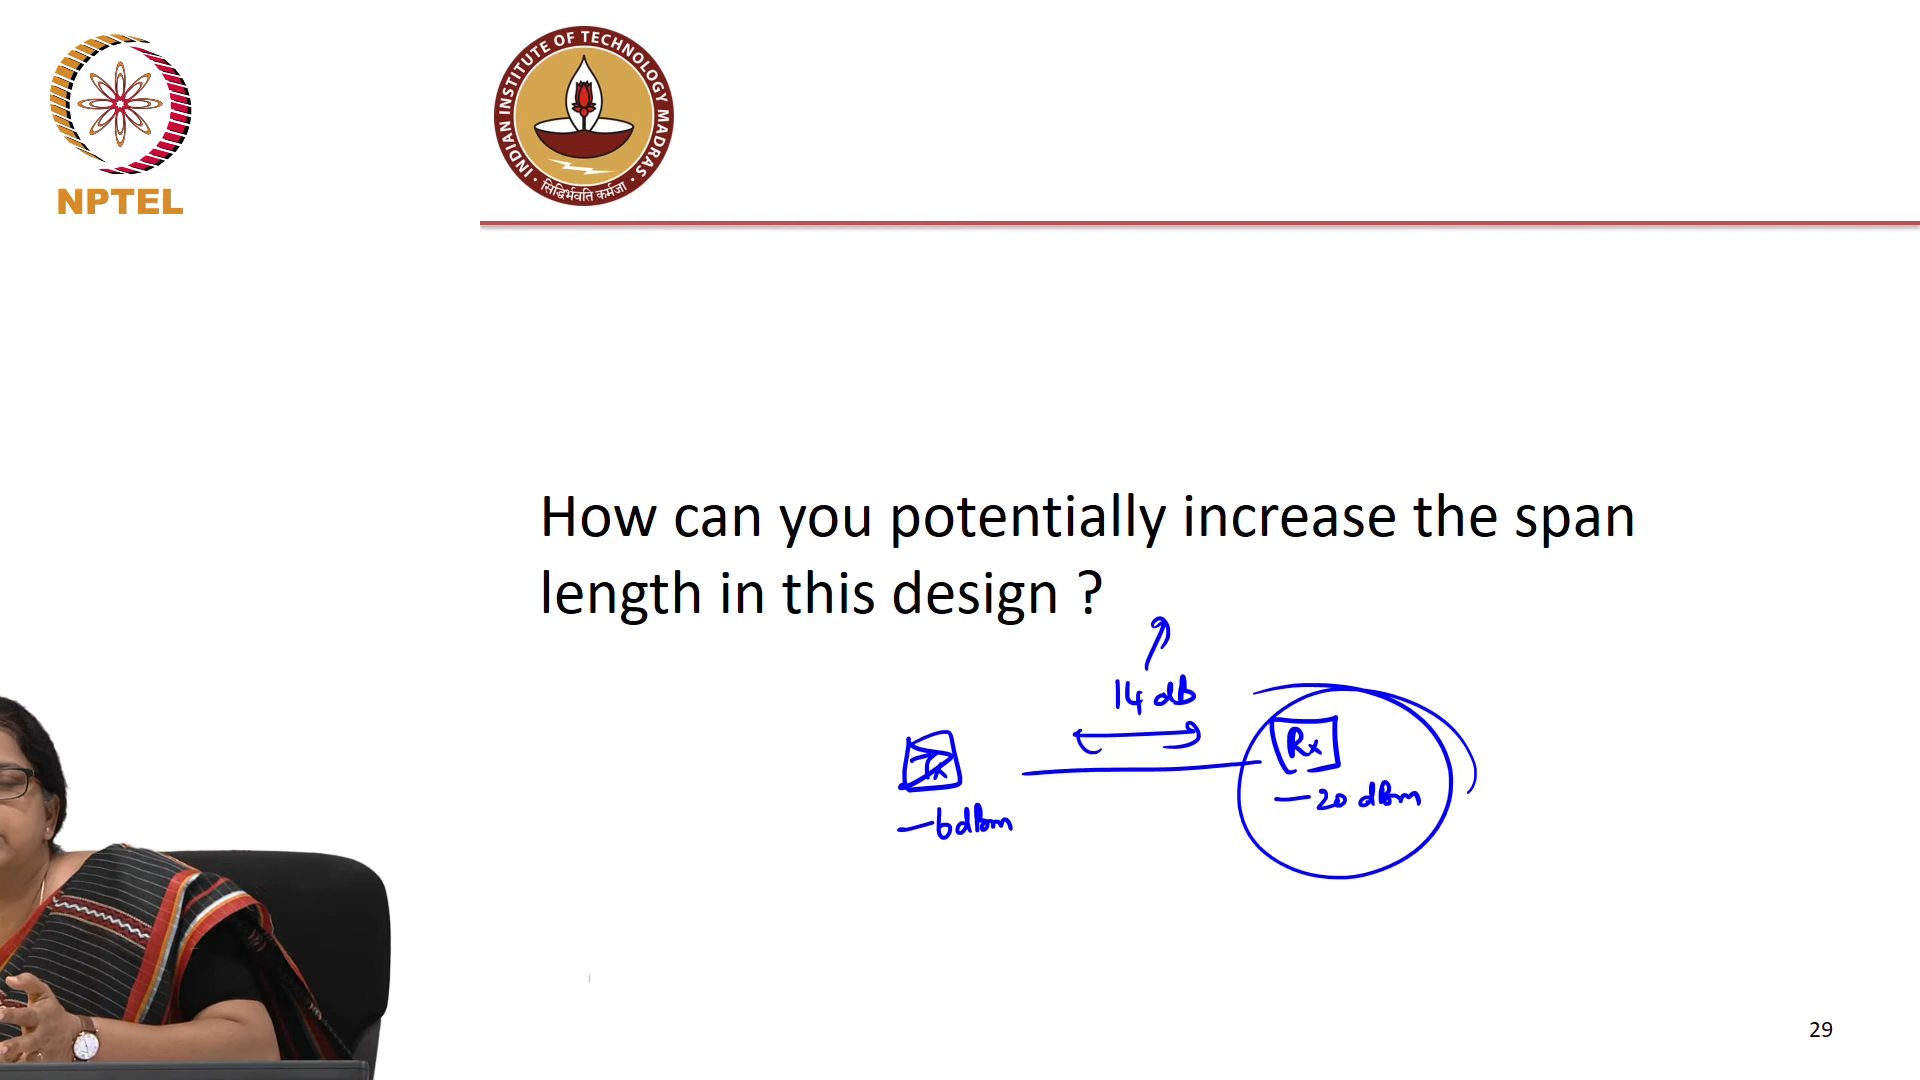 NPTEL
INDIAN INSTITUTE OF TECHNOLOGY MADRAS
सिद्धिर्भवति कर्मजा
How can you potentially increase the span
length in this design ?
14 db
Tx
Rx
-6dBm
-20 dBm
29